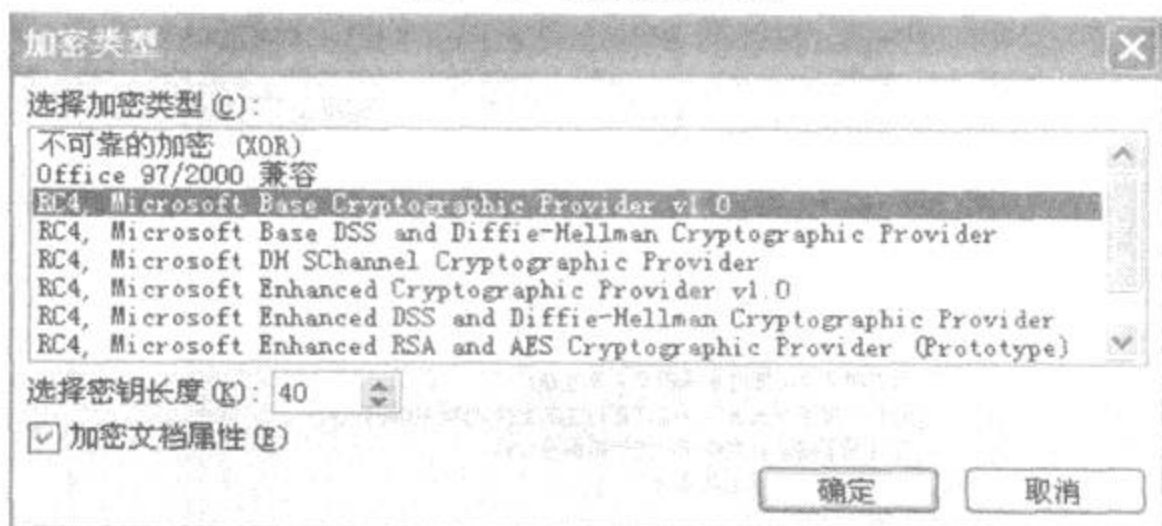 加密类型
选择加密类型(C):
不可靠的加密 (XOR)
Office 97/2000 兼容
RC4, Microsoft Base Cryptographic Provider v1.0
RC4, Microsoft Base DSS and Diffie-Hellman Cryptographic Provider
RC4, Microsoft DH SChannel Cryptographic Provider
RC4, Microsoft Enhanced Cryptographic Provider v1.0
RC4, Microsoft Enhanced DSS and Diffie-Hellman Cryptographic Provider
RC4, Microsoft Enhanced RSA and AES Cryptographic Provider (Prototype)
选择密钥长度(K): 40
加密文档属性(E)
确定 取消